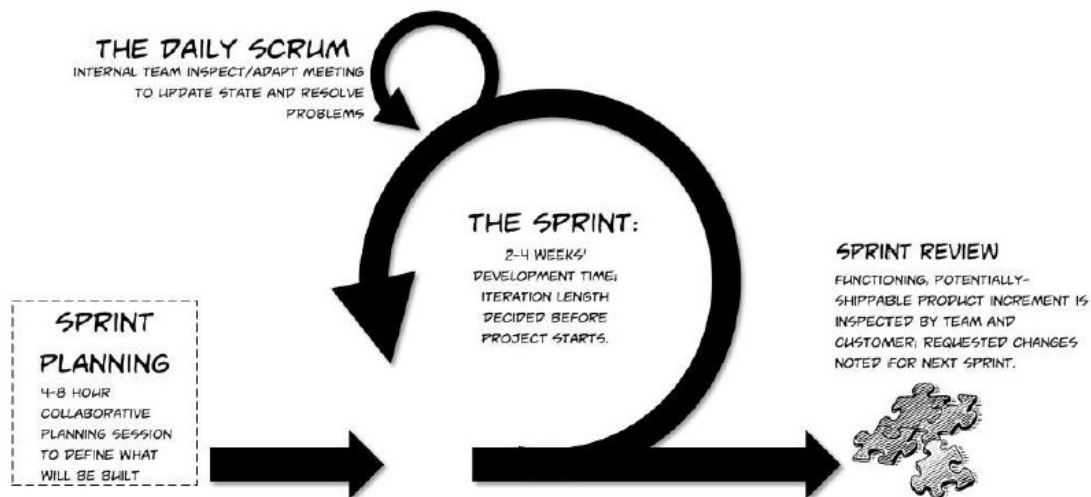 THE DAILY SCRUM
INTERNAL TEAM INSPECT/ADAPT MEETING
TO UPDATE STATE AND RESOLVE
PROBLEMS
THE SPRINT:
2-4 WEEKS'
DEVELOPMENT TIME;
ITERATION LENGTH
DECIDED BEFORE
PROJECT STARTS.
SPRINT
PLANNING
4-8 HOUR
COLLABORATIVE
PLANNING SESSION
TO DEFINE WHAT
WILL BE BUILT
SPRINT REVIEW
FUNCTIONING, POTENTIALLY-
SHIPPABLE PRODUCT INCREMENT IS
INSPECTED BY TEAM AND
CUSTOMER; REQUESTED CHANGES
NOTED FOR NEXT SPRINT.